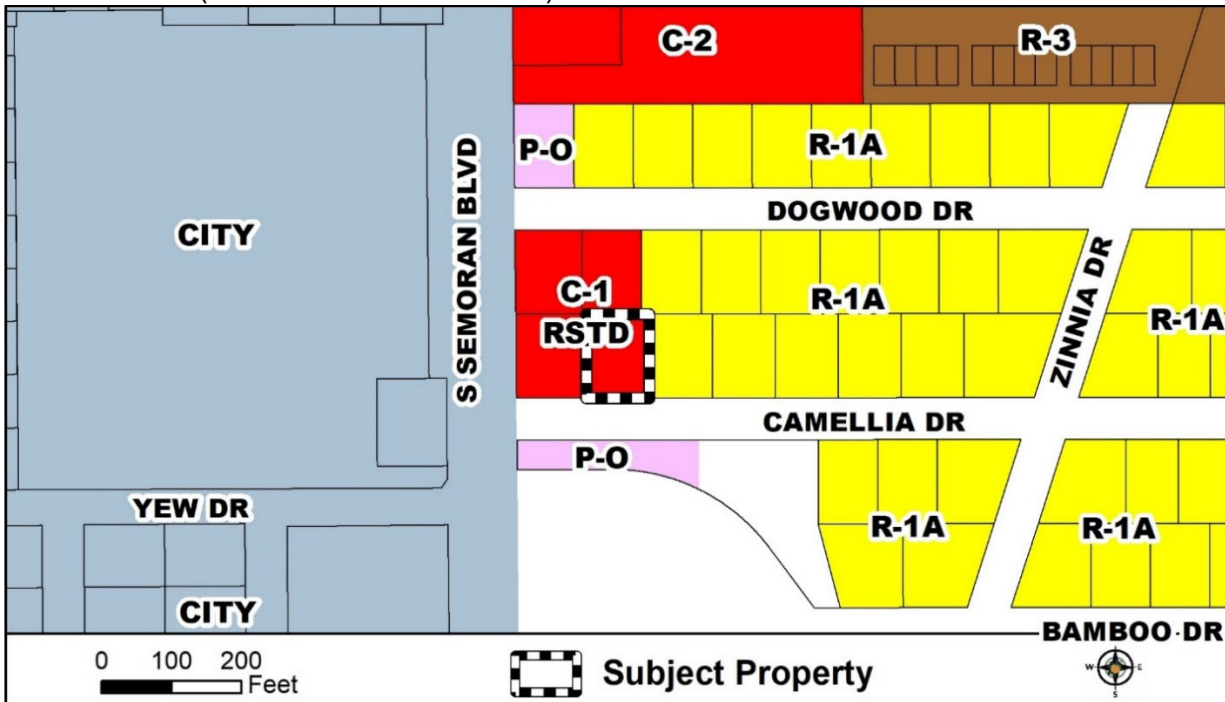 C-2
R-3
P-O
R-1A
S SEMORAN BLVD
CITY
DOGWOOD DR
ZINNIA DR
C-1
RSTD
R-1A
R-1A
CAMELLIA DR
P-O
YEW DR
R-1A
R-1A
CITY
BAMBOO DR
0 100 200
Feet
Subject Property
N
W E
S